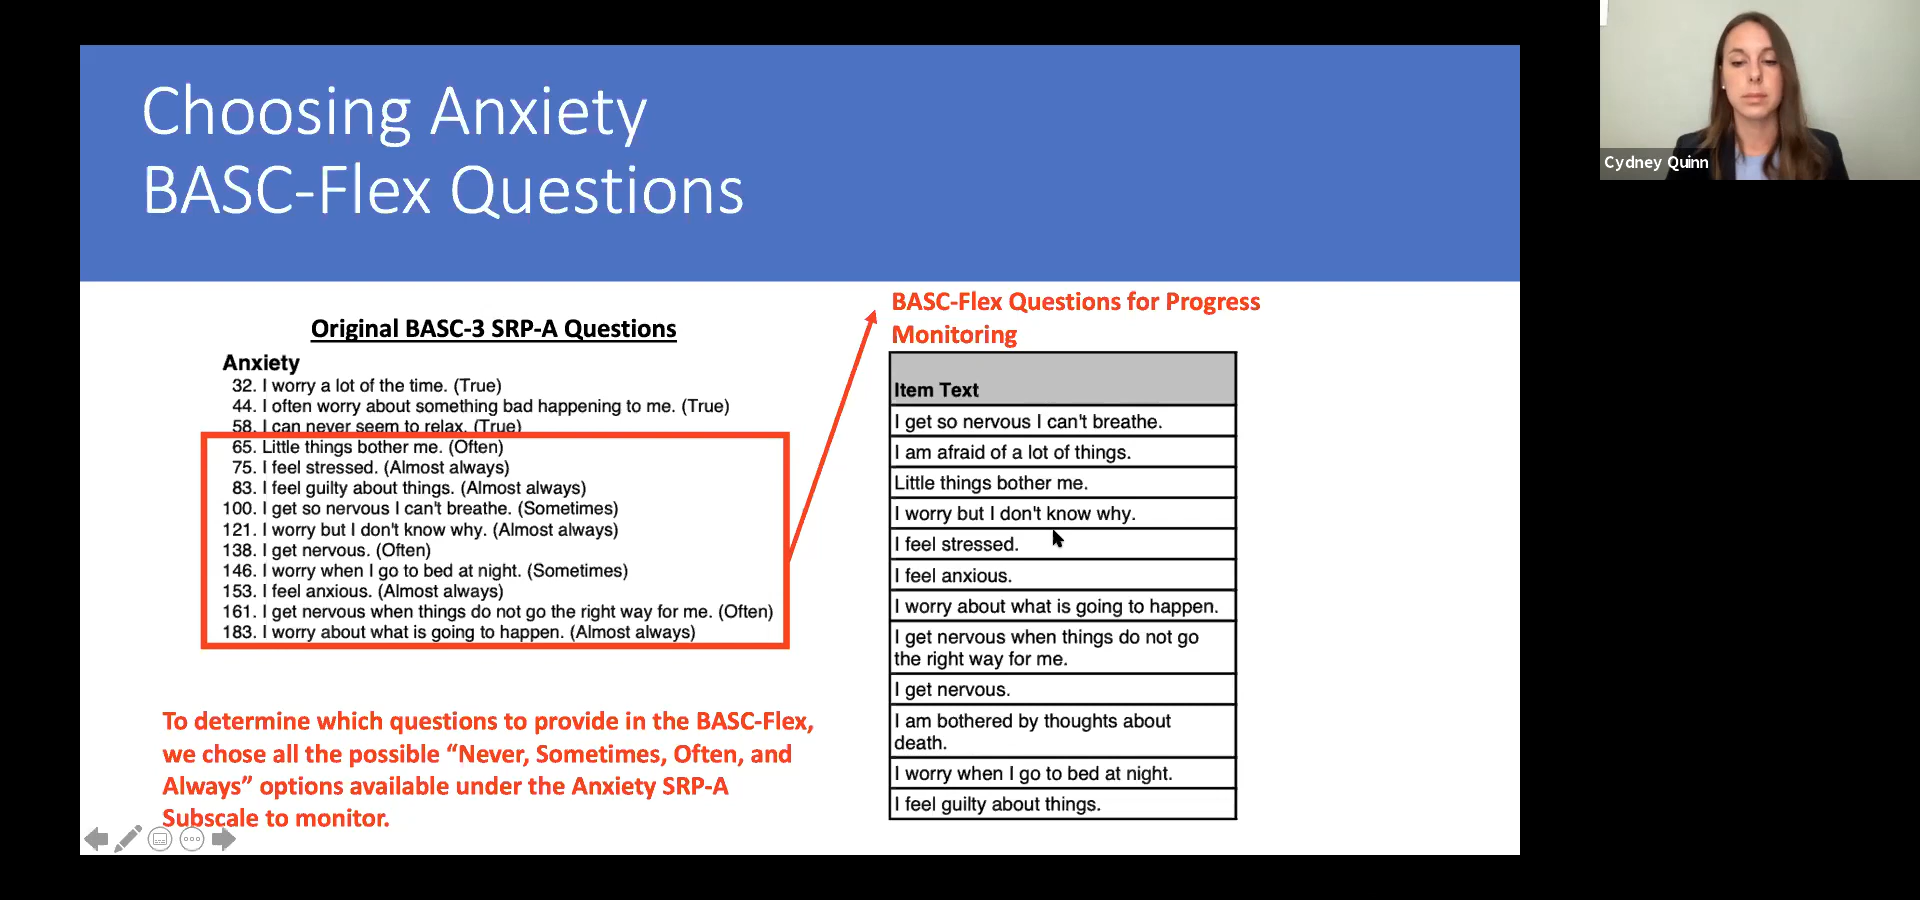 Choosing Anxiety
BASC-Flex Questions
Cydney Quinn
Original BASC-3 SRP-A Questions
Anxiety
32. I worry a lot of the time. (True)
44. I often worry about something bad happening to me. (True)
58. I can never seem to relax. (True)
65. Little things bother me. (Often)
75. I feel stressed. (Almost always)
83. I feel guilty about things. (Almost always)
100. I get so nervous I can't breathe. (Sometimes)
121. I worry but I don't know why. (Almost always)
138. I get nervous. (Often)
146. I worry when I go to bed at night. (Sometimes)
153. I feel anxious. (Almost always)
161. I get nervous when things do not go the right way for me. (Often)
183. I worry about what is going to happen. (Almost always)
To determine which questions to provide in the BASC-Flex,
we chose all the possible “Never, Sometimes, Often, and
Always” options available under the Anxiety SRP-A
Subscale to monitor.
BASC-Flex Questions for Progress
Monitoring
Item Text
I get so nervous I can't breathe.
I am afraid of a lot of things.
Little things bother me.
I worry but I don't know why.
I feel stressed.
I feel anxious.
I worry about what is going to happen.
I get nervous when things do not go
the right way for me.
I get nervous.
I am bothered by thoughts about
death.
I worry when I go to bed at night.
I feel guilty about things.